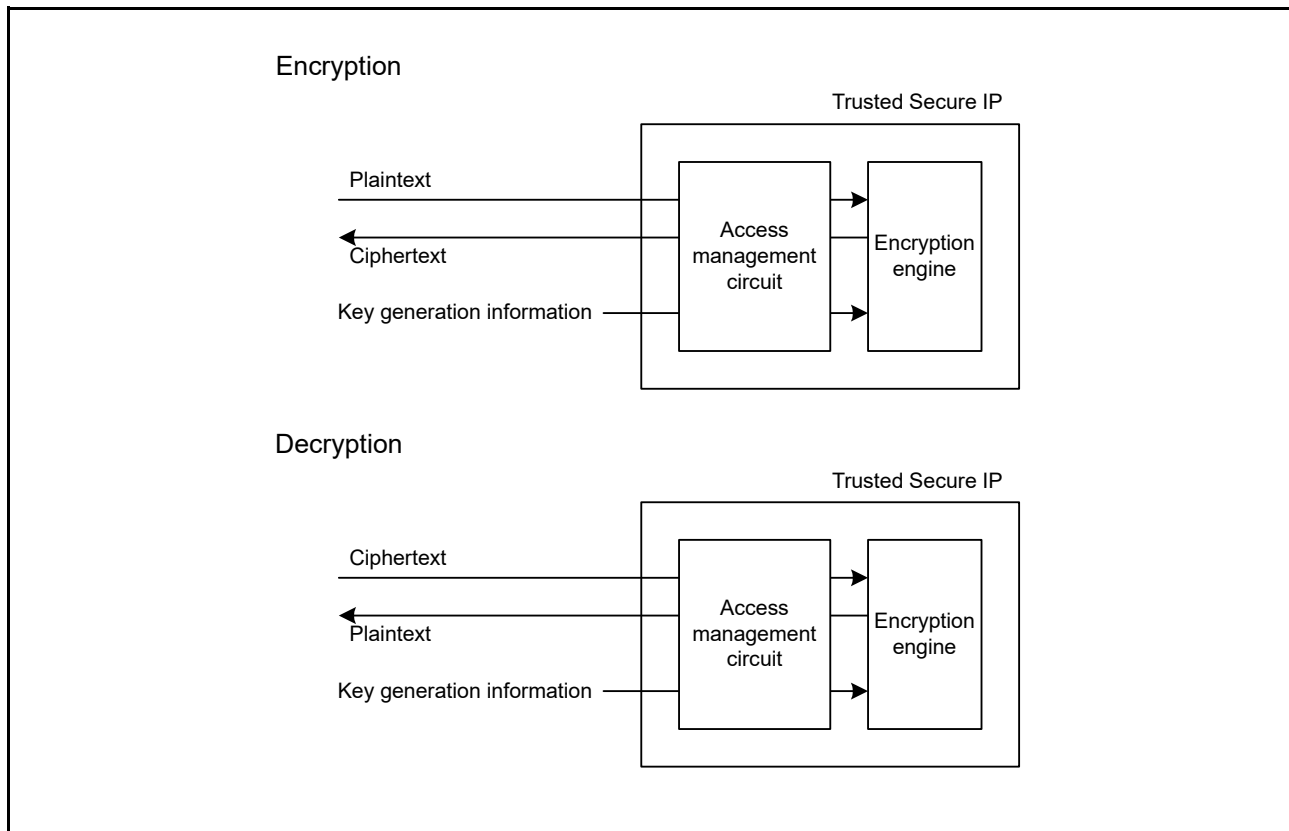 Encryption
Trusted Secure IP
Plaintext
Ciphertext
Key generation information
Access
management
circuit
Encryption
engine
Decryption
Trusted Secure IP
Ciphertext
Plaintext
Key generation information
Access
management
circuit
Encryption
engine